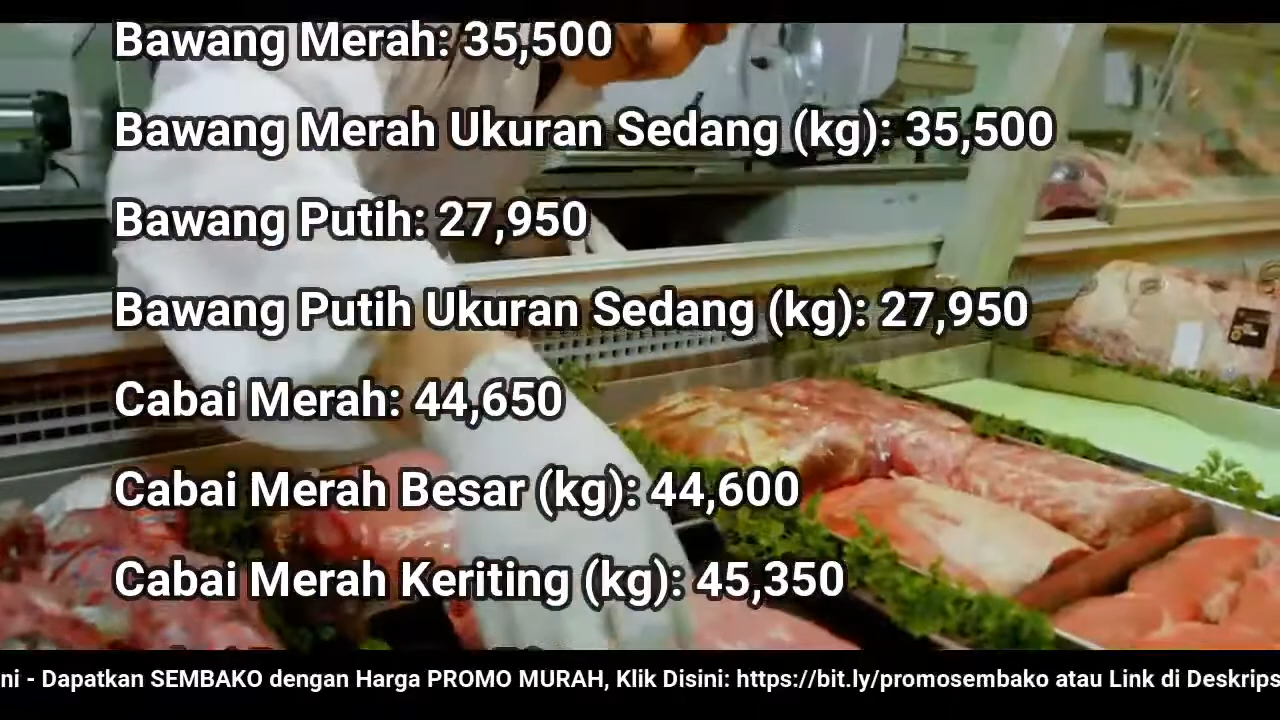 Bawang Merah: 35,500
Bawang Merah Ukuran Sedang (kg): 35,500
Bawang Putih: 27,950
Bawang Putih Ukuran Sedang (kg): 27,950
Cabai Merah: 44,650
Cabai Merah Besar (kg): 44,600
Cabai Merah Keriting (kg): 45,350
ni - Dapatkan SEMBAKO dengan Harga PROMO MURAH, Klik Disini: https://bit.ly/promosembako atau Link di Deskrips